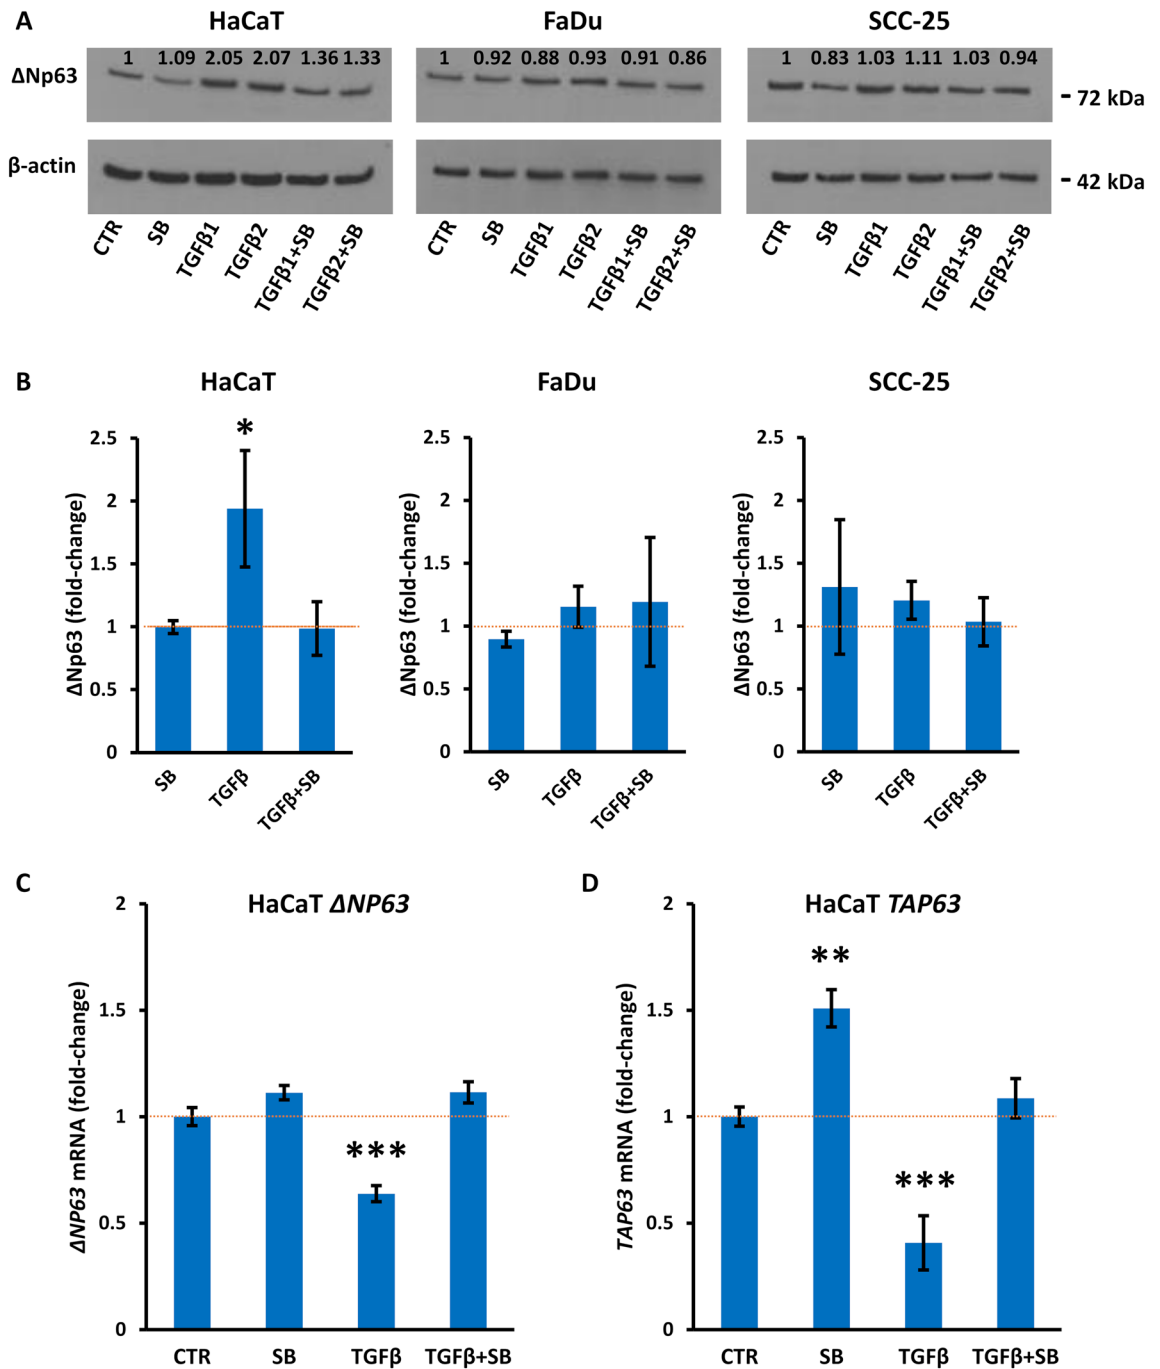 A
HaCaT
FaDu
SCC-25
ΔNp63
1 1.09 2.05 2.07 1.36 1.33
1 0.92 0.88 0.93 0.91 0.86
1 0.83 1.03 1.11 1.03 0.94
- 72 kDa
β-actin
- 42 kDa
CTR SB TGFβ1 TGFβ2 TGFβ1+SB TGFβ2+SB
CTR SB TGFβ1 TGFβ2 TGFβ1+SB TGFβ2+SB
CTR SB TGFβ1 TGFβ2 TGFβ1+SB TGFβ2+SB
B
HaCaT
ΔNp63 (fold-change)
2.5
2
1.5
1
0.5
0
*
SB TGFβ TGFβ+SB
FaDu
ΔNp63 (fold-change)
2.5
2
1.5
1
0.5
0
SB TGFβ TGFβ+SB
SCC-25
ΔNp63 (fold-change)
2.5
2
1.5
1
0.5
0
SB TGFβ TGFβ+SB
C
HaCaT ΔNP63
ΔNP63 mRNA (fold-change)
2
1.5
1
0.5
0
***
CTR SB TGFβ TGFβ+SB
D
HaCaT TAP63
TAP63 mRNA (fold-change)
2
1.5
1
0.5
0
**
***
CTR SB TGFβ TGFβ+SB